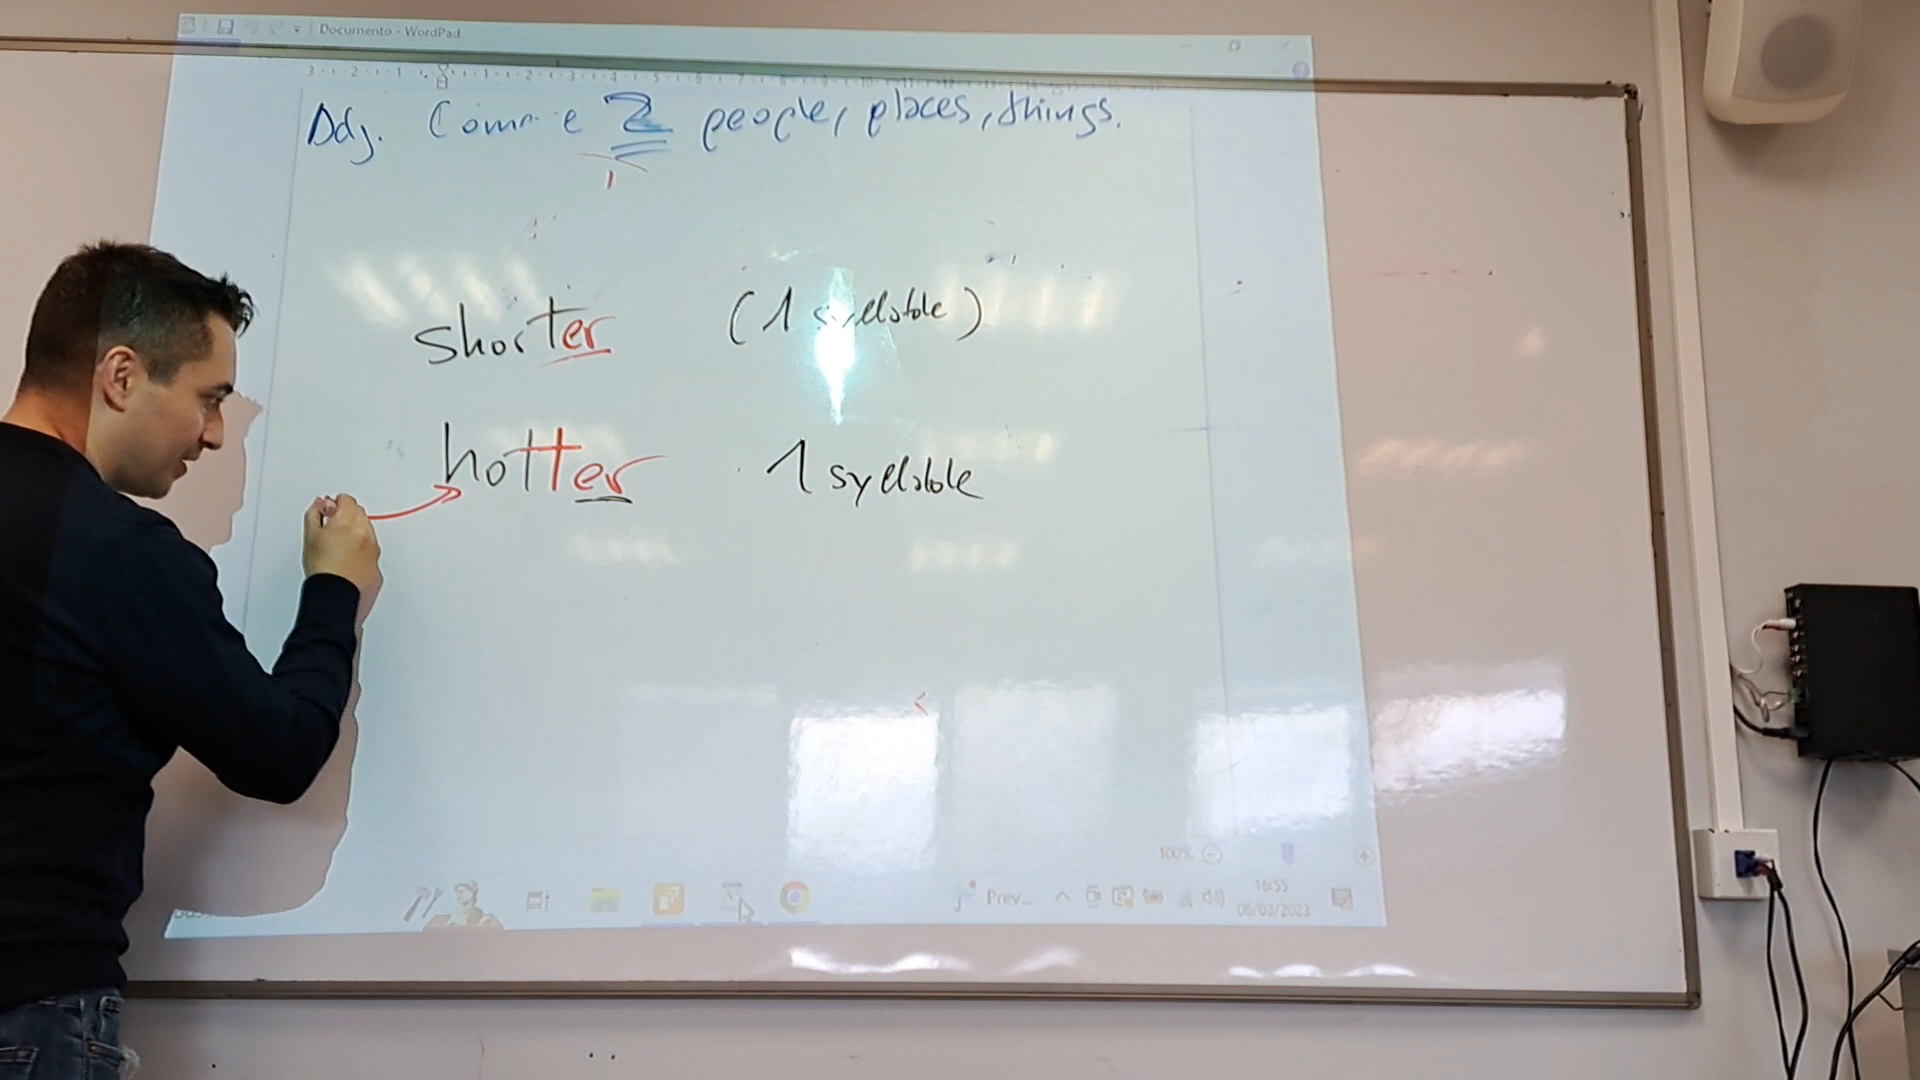 Documento - WordPad
Adj. Compare 2 people, places, things.
shorter (1 syllable)
hotter 1 syllable
100%
Prev...
16:55
06/03/2023